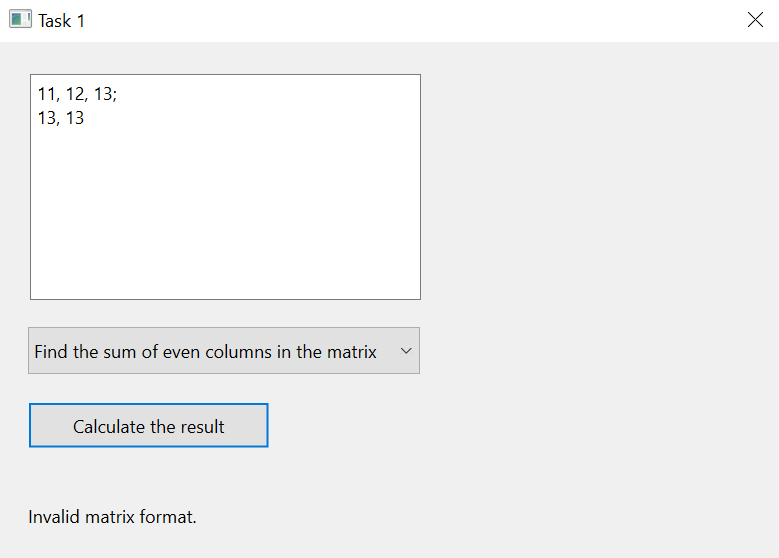 Task 1
11, 12, 13;
13, 13
Find the sum of even columns in the matrix
Calculate the result
Invalid matrix format.